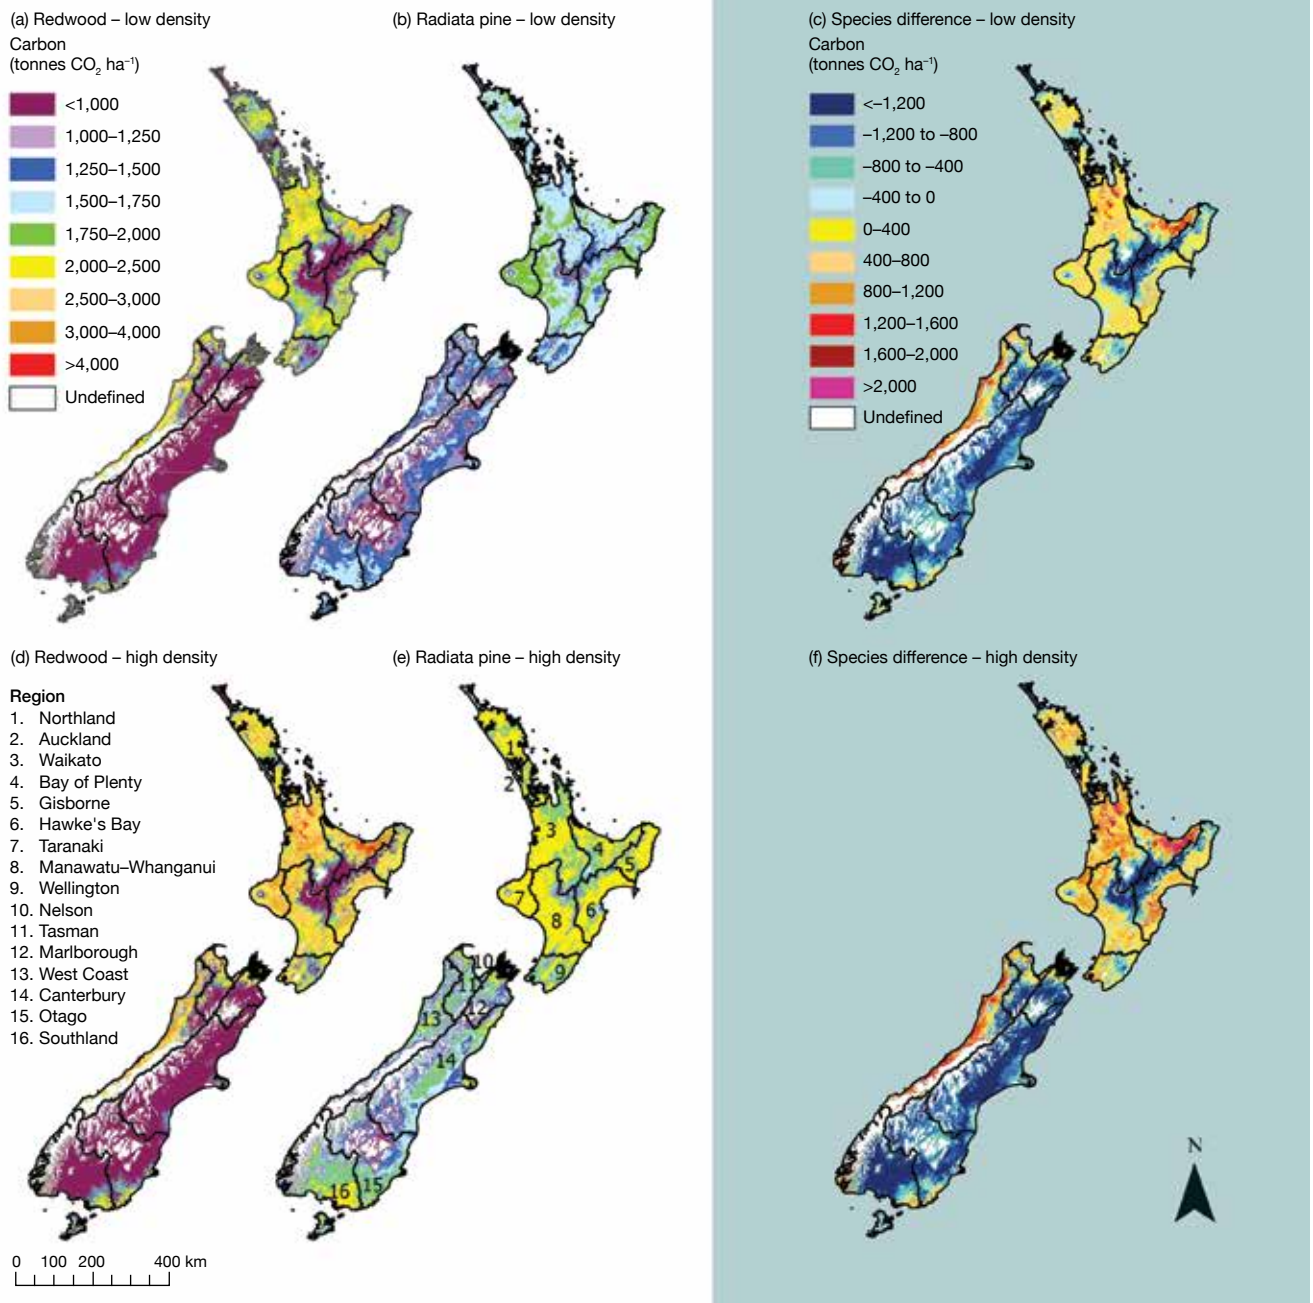 (a) Redwood – low density
(b) Radiata pine – low density
(c) Species difference – low density
Carbon
(tonnes CO2 ha–1)
<1,000
1,000–1,250
1,250–1,500
1,500–1,750
1,750–2,000
2,000–2,500
2,500–3,000
3,000–4,000
>4,000
Undefined
Carbon
(tonnes CO2 ha–1)
<–1,200
–1,200 to –800
–800 to –400
–400 to 0
0–400
400–800
800–1,200
1,200–1,600
1,600–2,000
>2,000
Undefined
(d) Redwood – high density
(e) Radiata pine – high density
(f) Species difference – high density
Region
1. Northland
2. Auckland
3. Waikato
4. Bay of Plenty
5. Gisborne
6. Hawke's Bay
7. Taranaki
8. Manawatu–Whanganui
9. Wellington
10. Nelson
11. Tasman
12. Marlborough
13. West Coast
14. Canterbury
15. Otago
16. Southland
1
2
3
4
5
6
7
8
9
10
11
12
13
14
15
16
N
0 100 200 400 km